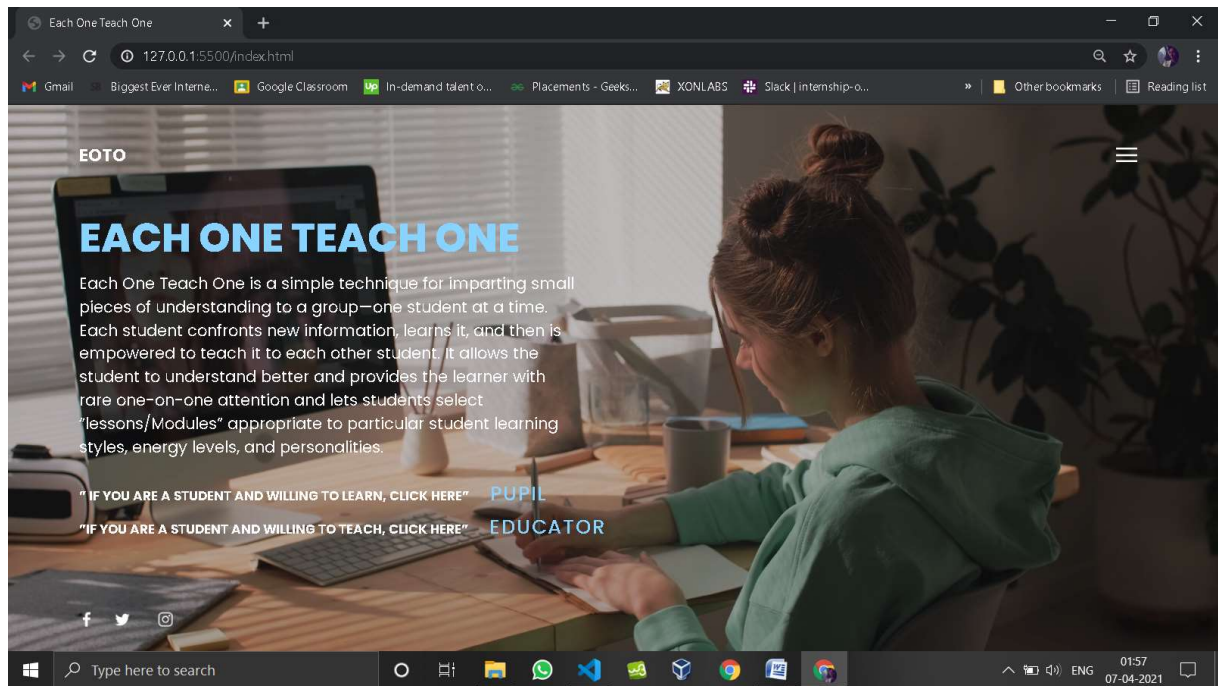 Each One Teach One
127.0.0.1:5500/index.html
Gmail Biggest Ever Interne... Google Classroom Up In-demand talent o... Placements - Geeks... XONLABS Slack | internship-o... » Other bookmarks Reading list
EOTO
EACH ONE TEACH ONE
Each One Teach One is a simple technique for imparting small
pieces of understanding to a group—one student at a time.
Each student confronts new information, learns it, and then is
empowered to teach it to each other student. It allows the
student to understand better and provides the learner with
rare one-on-one attention and lets students select
"lessons/Modules" appropriate to particular student learning
styles, energy levels, and personalities.
" IF YOU ARE A STUDENT AND WILLING TO LEARN, CLICK HERE" PUPIL
"IF YOU ARE A STUDENT AND WILLING TO TEACH, CLICK HERE" EDUCATOR
Type here to search
ENG
01:57
07-04-2021